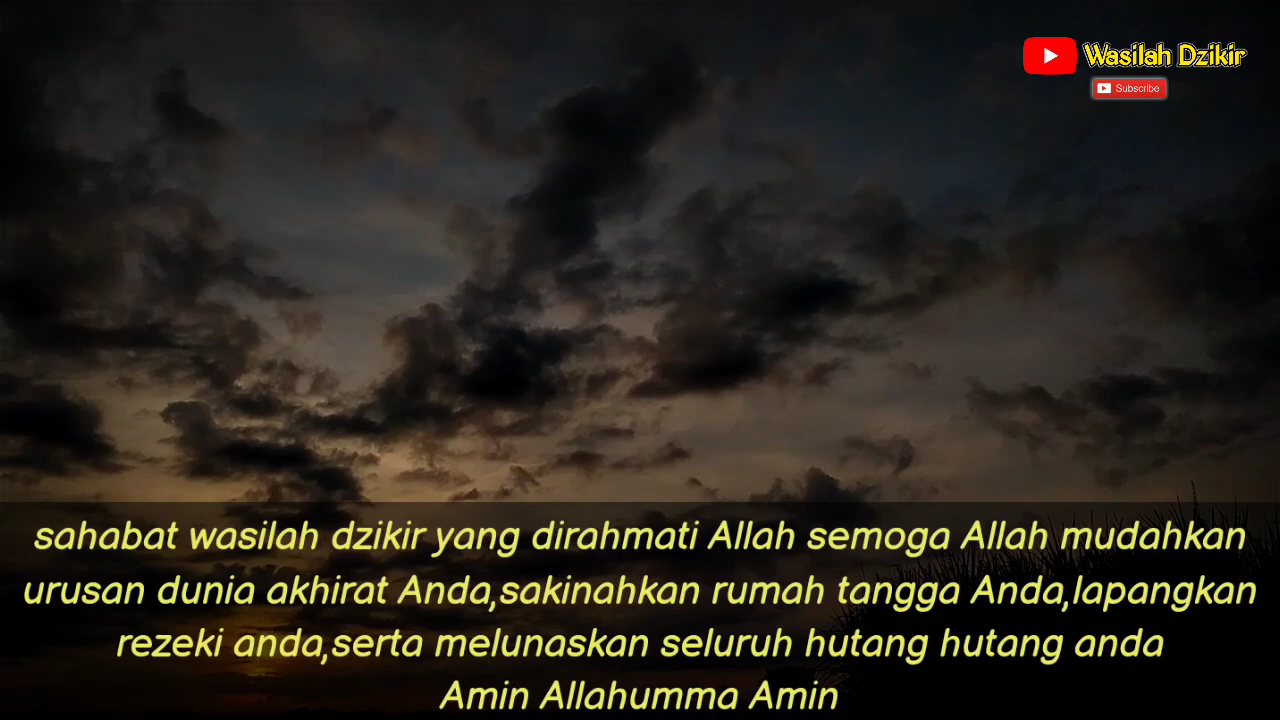 Wasilah Dzikir
Subscribe
sahabat wasilah dzikir yang dirahmati Allah semoga Allah mudahkan
urusan dunia akhirat Anda,sakinahkan rumah tangga Anda,lapangkan
rezeki anda,serta melunaskan seluruh hutang hutang anda
Amin Allahumma Amin